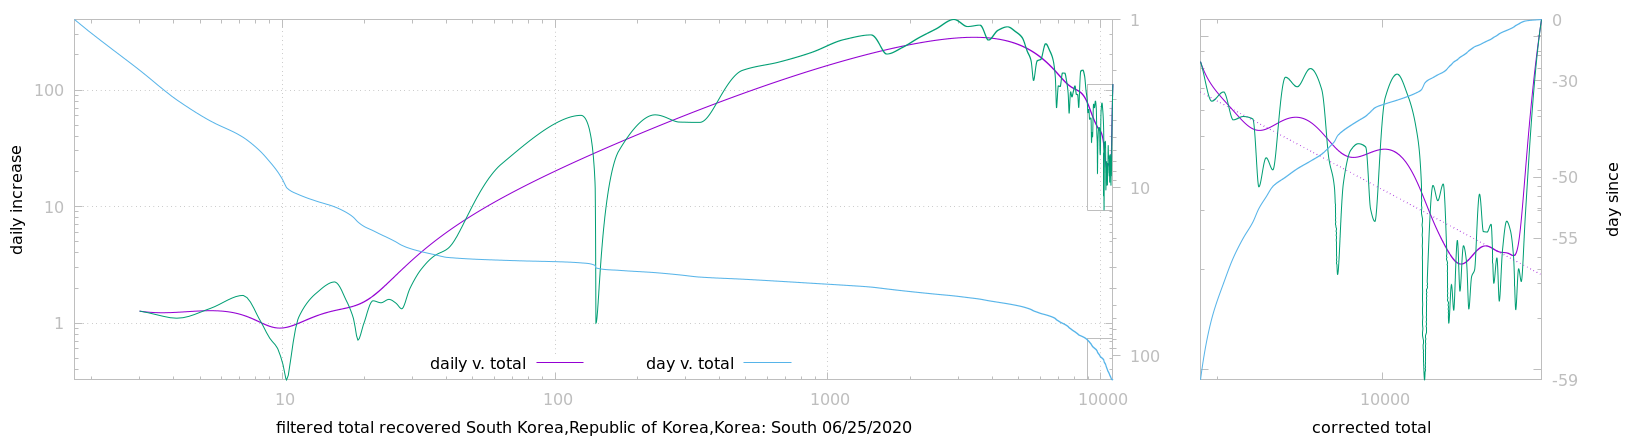 daily increase
100
10
1
10
100
1000
10000
1
10
100
daily v. total
day v. total
filtered total recovered South Korea,Republic of Korea,Korea: South 06/25/2020
0
-30
-50
-55
-59
day since
10000
corrected total